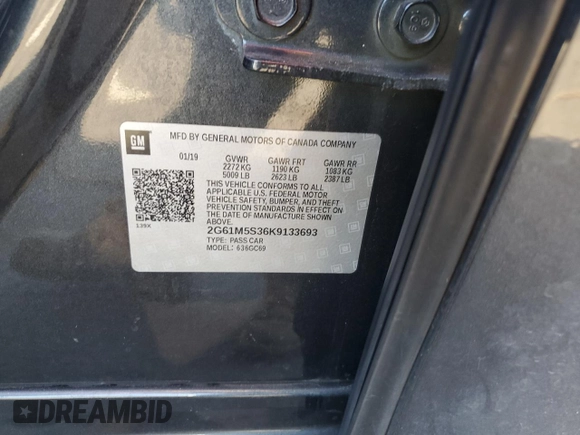 GM
MFD BY GENERAL MOTORS OF CANADA COMPANY
01/19 GVWR GAWR FRT GAWR RR
2272 KG 1190 KG 1083 KG
5009 LB 2623 LB 2387 LB
THIS VEHICLE CONFORMS TO ALL
APPLICABLE U.S. FEDERAL MOTOR
VEHICLE SAFETY, BUMPER, AND THEFT
PREVENTION STANDARDS IN EFFECT ON
THE DATE OF MANUFACTURE SHOWN
ABOVE.
139X
2G61M5S36K9133693
TYPE: PASS CAR
MODEL: 636GC69
DREAMBID